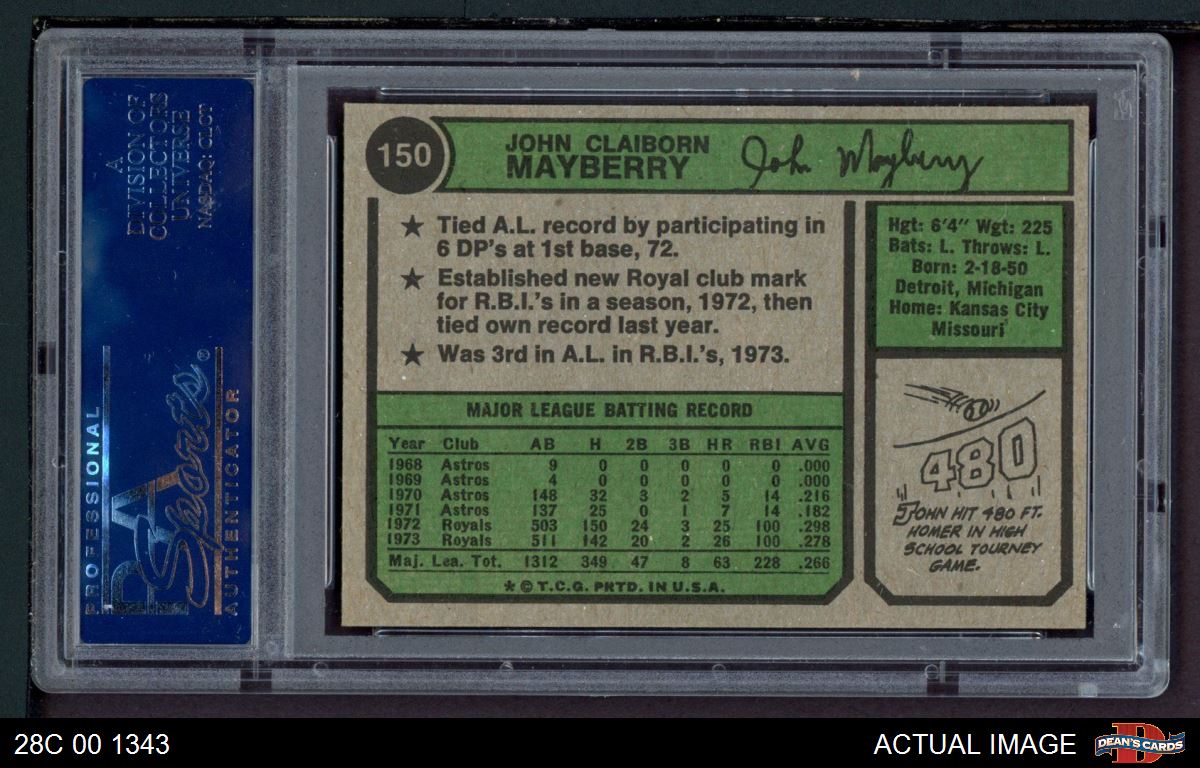 A
DIVISION OF
COLLECTORS
UNIVERSE
NASDAQ: CLCT
PROFESSIONAL
PSA
Sports®
AUTHENTICATOR
150
JOHN CLAIBORN
MAYBERRY
John Mayberry
★ Tied A.L. record by participating in
6 DP's at 1st base, 72.
★ Established new Royal club mark
for R.B.I.'s in a season, 1972, then
tied own record last year.
★ Was 3rd in A.L. in R.B.I.'s, 1973.
Hgt: 6'4" Wgt: 225
Bats: L. Throws: L.
Born: 2-18-50
Detroit, Michigan
Home: Kansas City
Missouri
MAJOR LEAGUE BATTING RECORD
Year Club AB H 2B 3B HR RBI AVG
1968 Astros 9 0 0 0 0 0 .000
1969 Astros 4 0 0 0 0 0 .000
1970 Astros 148 32 3 2 5 14 .216
1971 Astros 137 25 0 1 7 14 .182
1972 Royals 503 150 24 3 25 100 .298
1973 Royals 511 142 20 2 26 100 .278
Maj. Lea. Tot. 1312 349 47 8 63 228 .266
* © T.C.G. PRTD. IN U.S.A.
480
JOHN HIT 480 FT.
HOMER IN HIGH
SCHOOL TOURNEY
GAME.
28C 00 1343
ACTUAL IMAGE
D
DEAN'S CARDS